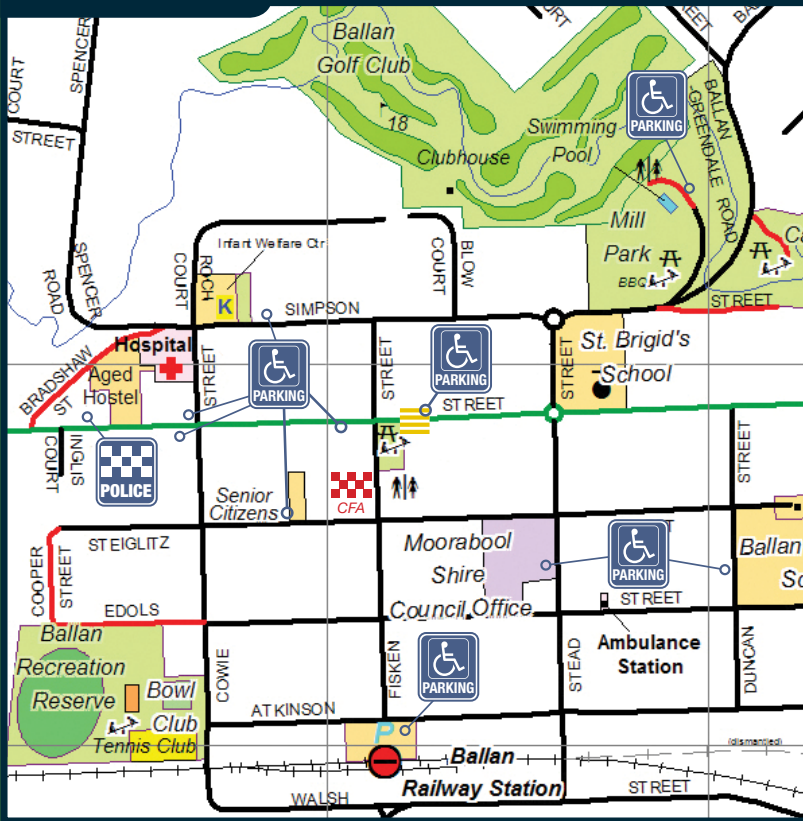 COURT
SPENCER
STREET
Ballan
Golf Club
18
Clubhouse
Swimming
Pool
PARKING
BALLAN
-GREENDALE ROAD
Mill
Park
BBQ
Infant Welfare Ctr
K
ROCH
COURT
SIMPSON
BLOW
COURT
SPENCER
ROAD
STREET
Hospital
BRADSHAW
ST
Aged
Hostel
STREET
PARKING
STREET
PARKING
STREET
STREET
St. Brigid's
School
INGLIS
COURT
POLICE
Senior
Citizens
CFA
STREET
STEIGLITZ
COOPER
STREET
EDOLS
Moorabool
Shire
Council Office
PARKING
STREET
Ballan
Ambulance
Station
Ballan
Recreation
Reserve
Bowl
Club
Tennis Club
COWIE
ATKINSON
FISKEN
PARKING
P
STEAD
DUNCAN
Ballan
Railway Station
(dismantled)
WALSH
STREET